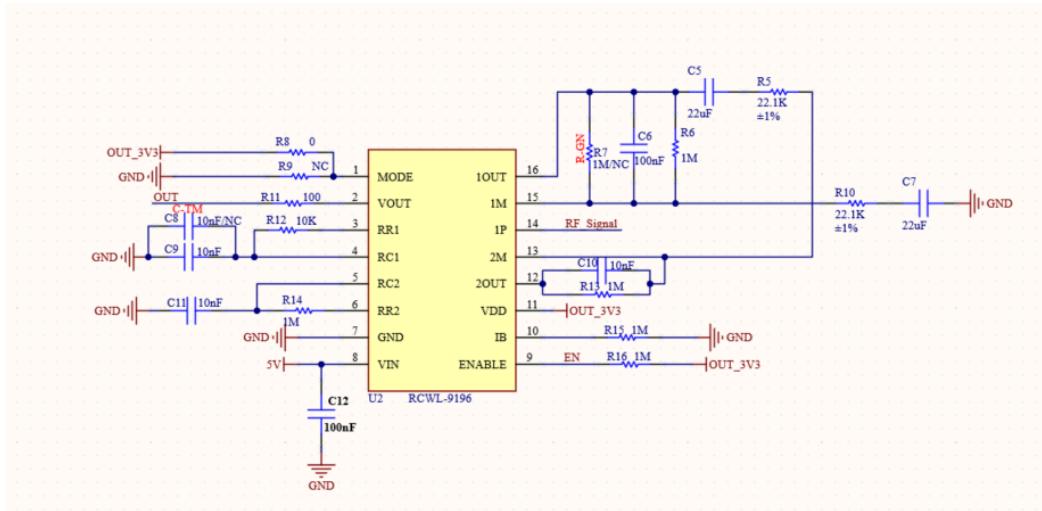 C5
22uF
R5
22.1K
±1%
R-GN
R7
1M/NC
C6
100nF
R6
1M
OUT_3V3
R8 0
GND
R9 NC
OUT
R11 100
C-TM
C8 10nF/NC
R12 10K
GND
C9 10nF
GND
C11 10nF
R14
1M
GND
5V
C12
100nF
GND
1 MODE
2 VOUT
3 RR1
4 RC1
5 RC2
6 RR2
7 GND
8 VIN
1OUT 16
1M 15
1P 14
2M 13
2OUT 12
VDD 11
IB 10
ENABLE 9
U2 RCWL-9196
R10
22.1K
±1%
C7
22uF
GND
RF_Signal
C10 10nF
R13 1M
OUT_3V3
R15 1M
GND
EN
R16 1M
OUT_3V3